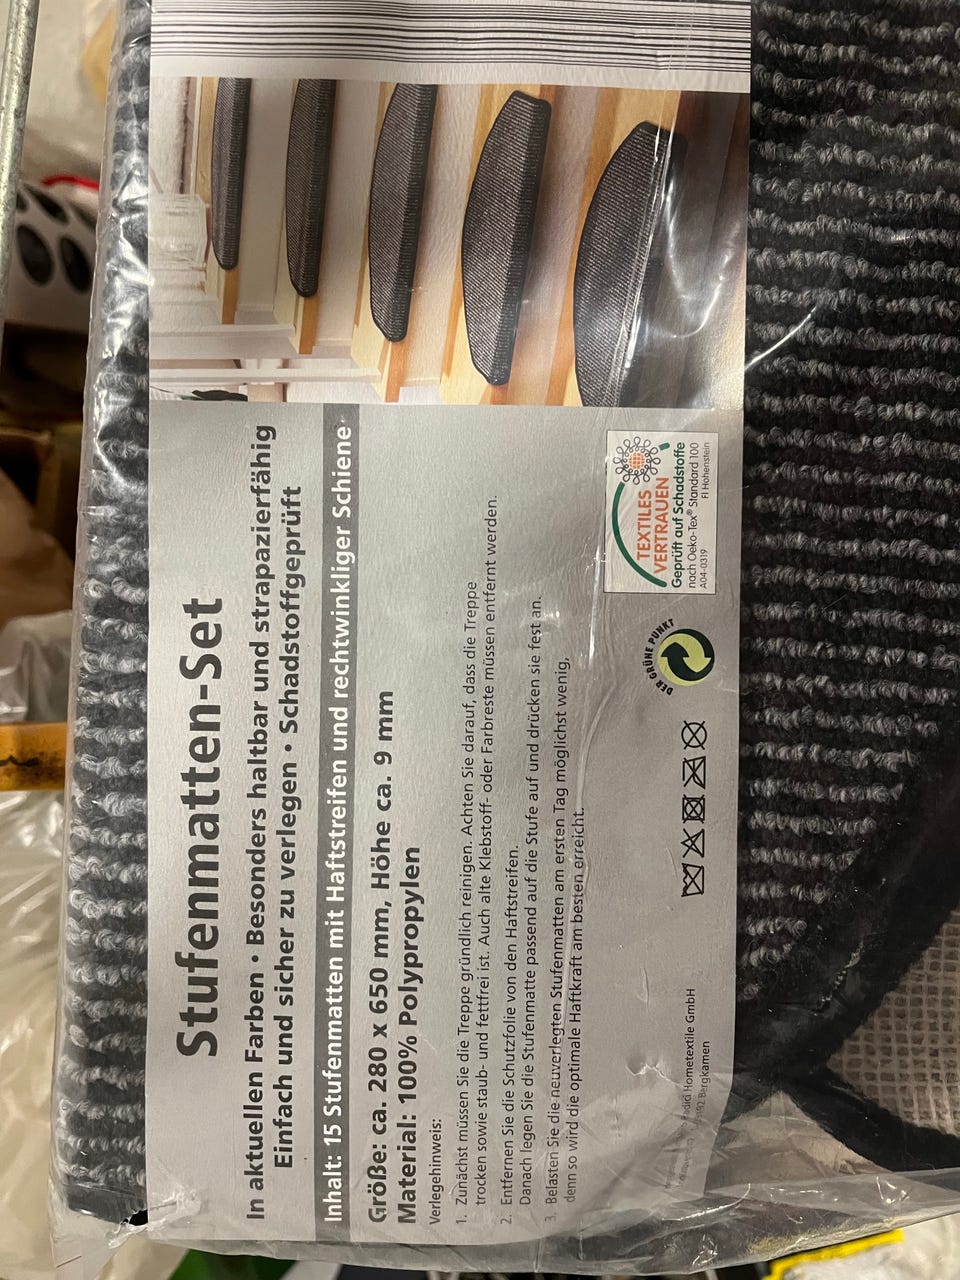 Stufenmatten-Set
In aktuellen Farben • Besonders haltbar und strapazierfähig
Einfach und sicher zu verlegen • Schadstoffgeprüft
Inhalt: 15 Stufenmatten mit Haftstreifen und rechtwinkliger Schiene
Größe: ca. 280 x 650 mm, Höhe ca. 9 mm
Material: 100% Polypropylen
Verlegehinweis:
1. Zunächst müssen Sie die Treppe gründlich reinigen. Achten Sie darauf, dass die Treppe
trocken sowie staub- und fettfrei ist. Auch alte Klebstoff- oder Farbreste müssen entfernt werden.
2. Entfernen Sie die Schutzfolie von den Haftstreifen.
Danach legen Sie die Stufenmatte passend auf die Stufe auf und drücken sie fest an.
3. Belasten Sie die neuverlegten Stufenmatten am ersten Tag möglichst wenig,
denn so wird die optimale Haftkraft am besten erreicht.
Hometextile GmbH
Bergkamen
DER GRÜNE PUNKT
TEXTILES
VERTRAUEN
Geprüft auf Schadstoffe
nach Oeko-Tex® Standard 100
A04-0319
FI Hohenstein